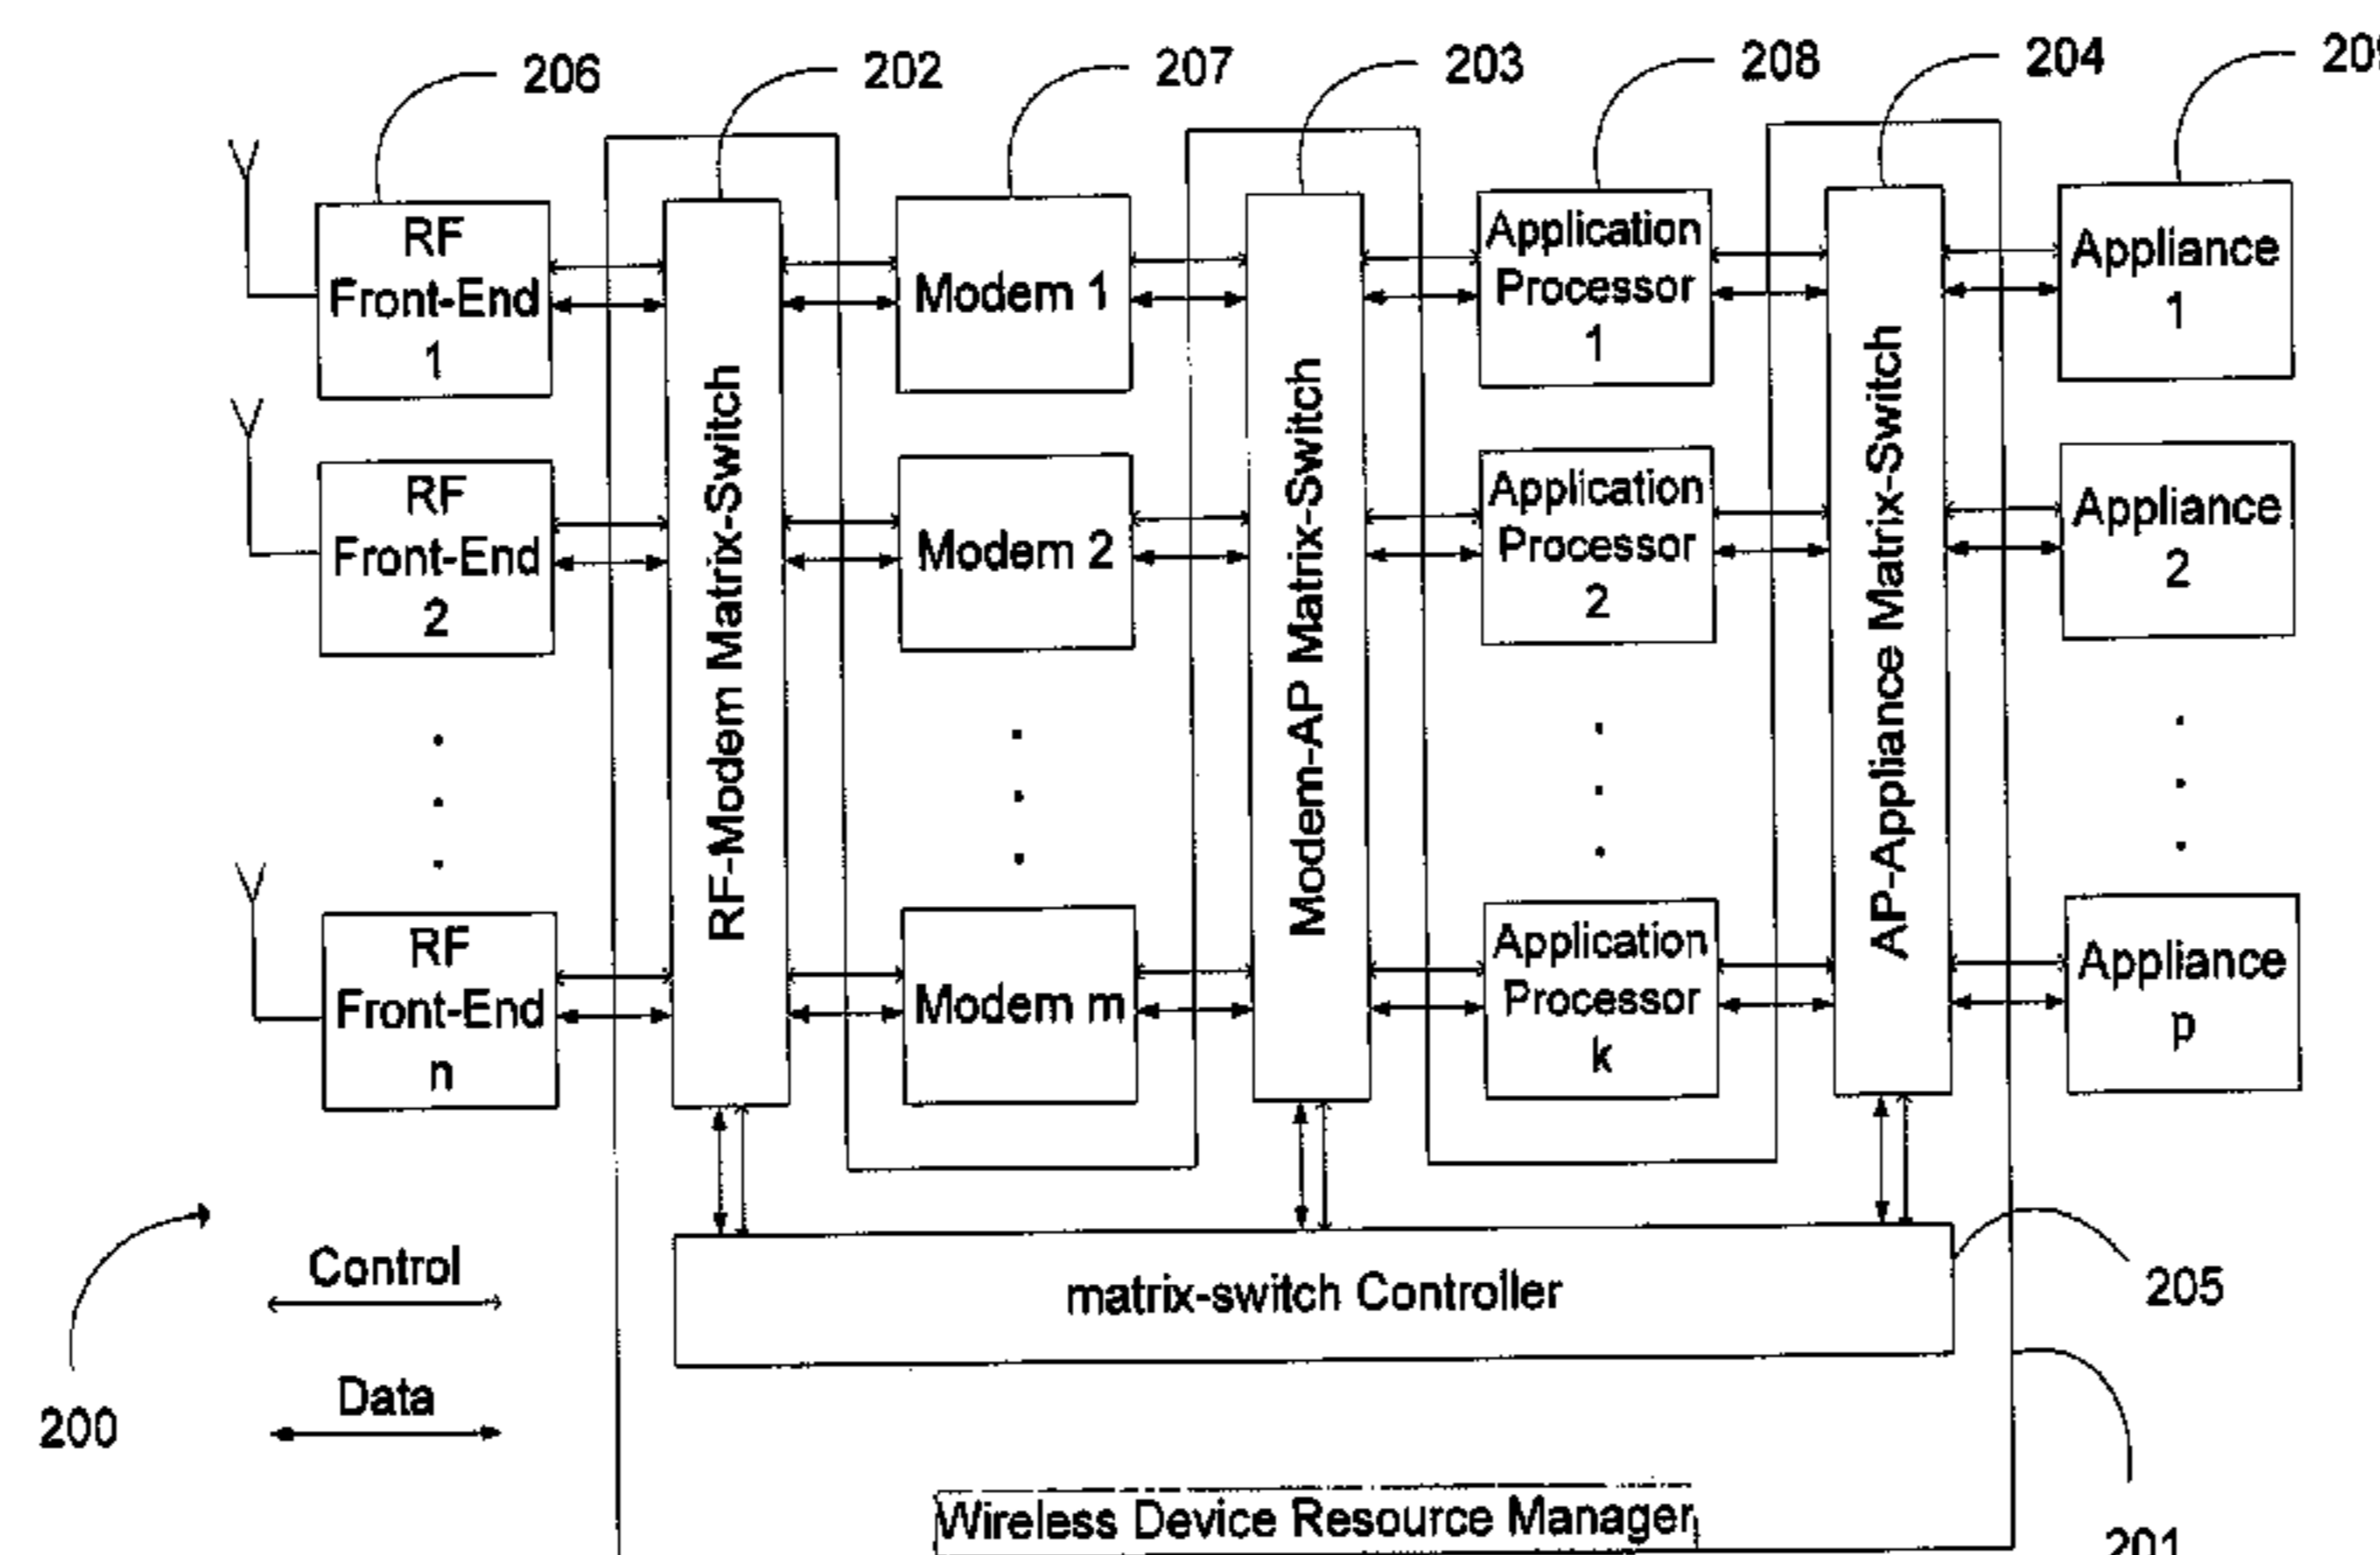 206
202
207
203
208
204
RF
Front-End
1
Modem 1
Application
Processor
1
Appliance
1
RF
Front-End
2
Modem 2
Application
Processor
2
Appliance
2
RF-Modem Matrix-Switch
Modem-AP Matrix-Switch
AP-Appliance Matrix-Switch
RF
Front-End
n
Modem m
Application
Processor
k
Appliance
p
matrix-switch Controller
205
Control
Data
200
Wireless Device Resource Manager
201